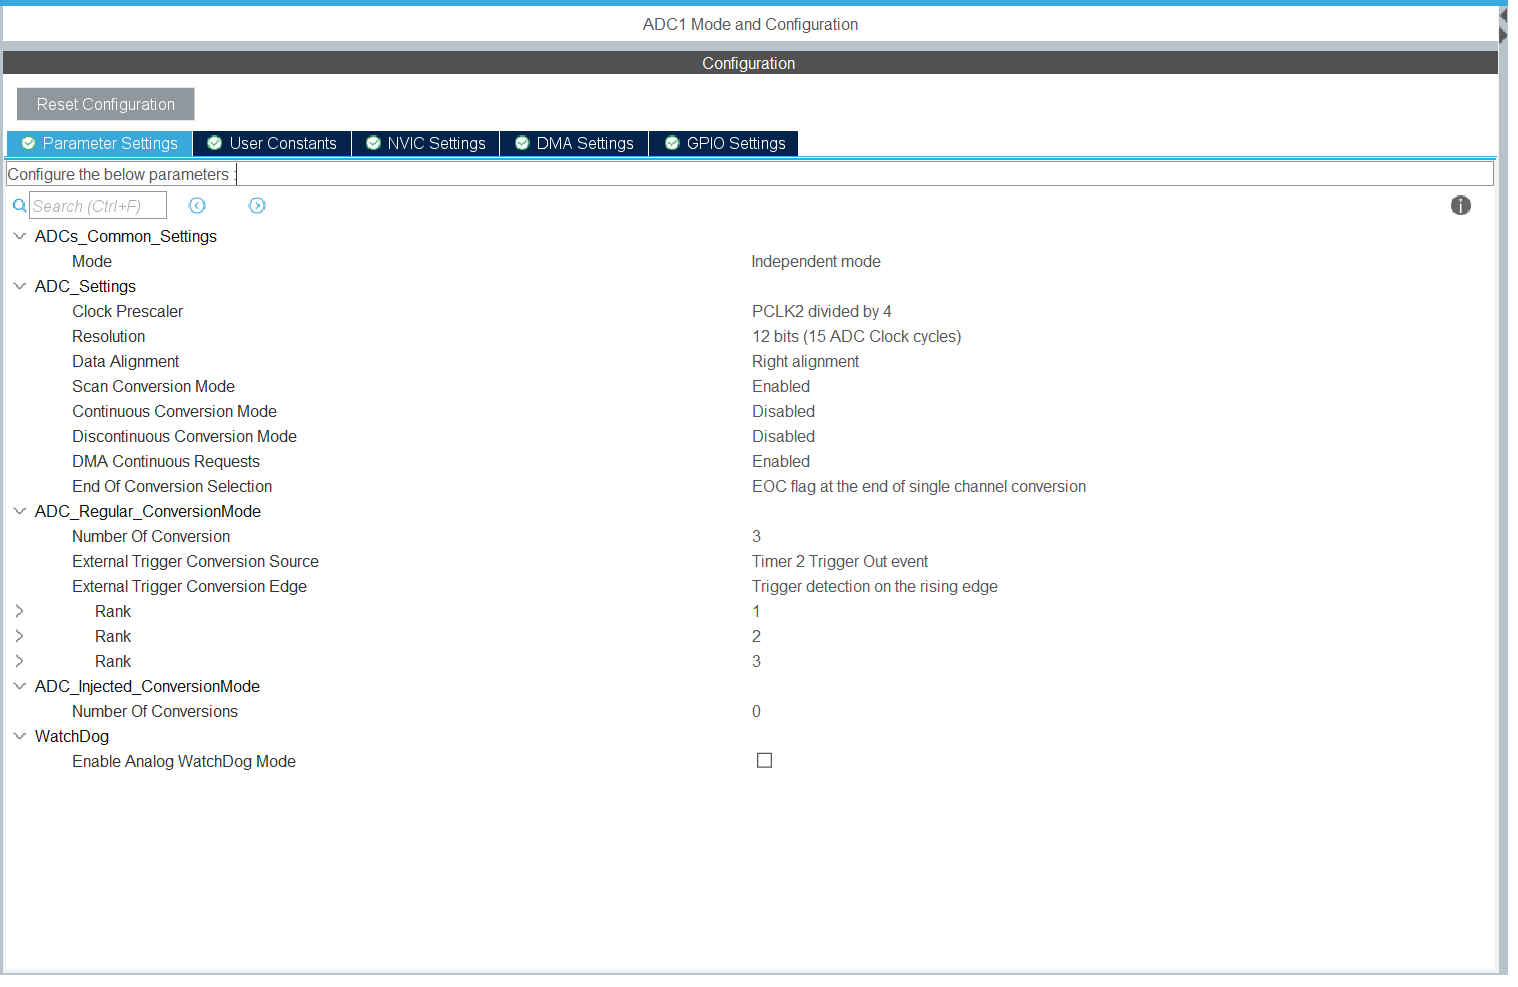 ADC1 Mode and Configuration
Configuration
Reset Configuration
Parameter Settings User Constants NVIC Settings DMA Settings GPIO Settings
Configure the below parameters :
Search (Ctrl+F)
ADCs_Common_Settings
Mode Independent mode
ADC_Settings
Clock Prescaler PCLK2 divided by 4
Resolution 12 bits (15 ADC Clock cycles)
Data Alignment Right alignment
Scan Conversion Mode Enabled
Continuous Conversion Mode Disabled
Discontinuous Conversion Mode Disabled
DMA Continuous Requests Enabled
End Of Conversion Selection EOC flag at the end of single channel conversion
ADC_Regular_ConversionMode
Number Of Conversion 3
External Trigger Conversion Source Timer 2 Trigger Out event
External Trigger Conversion Edge Trigger detection on the rising edge
Rank 1
Rank 2
Rank 3
ADC_Injected_ConversionMode
Number Of Conversions 0
WatchDog
Enable Analog WatchDog Mode